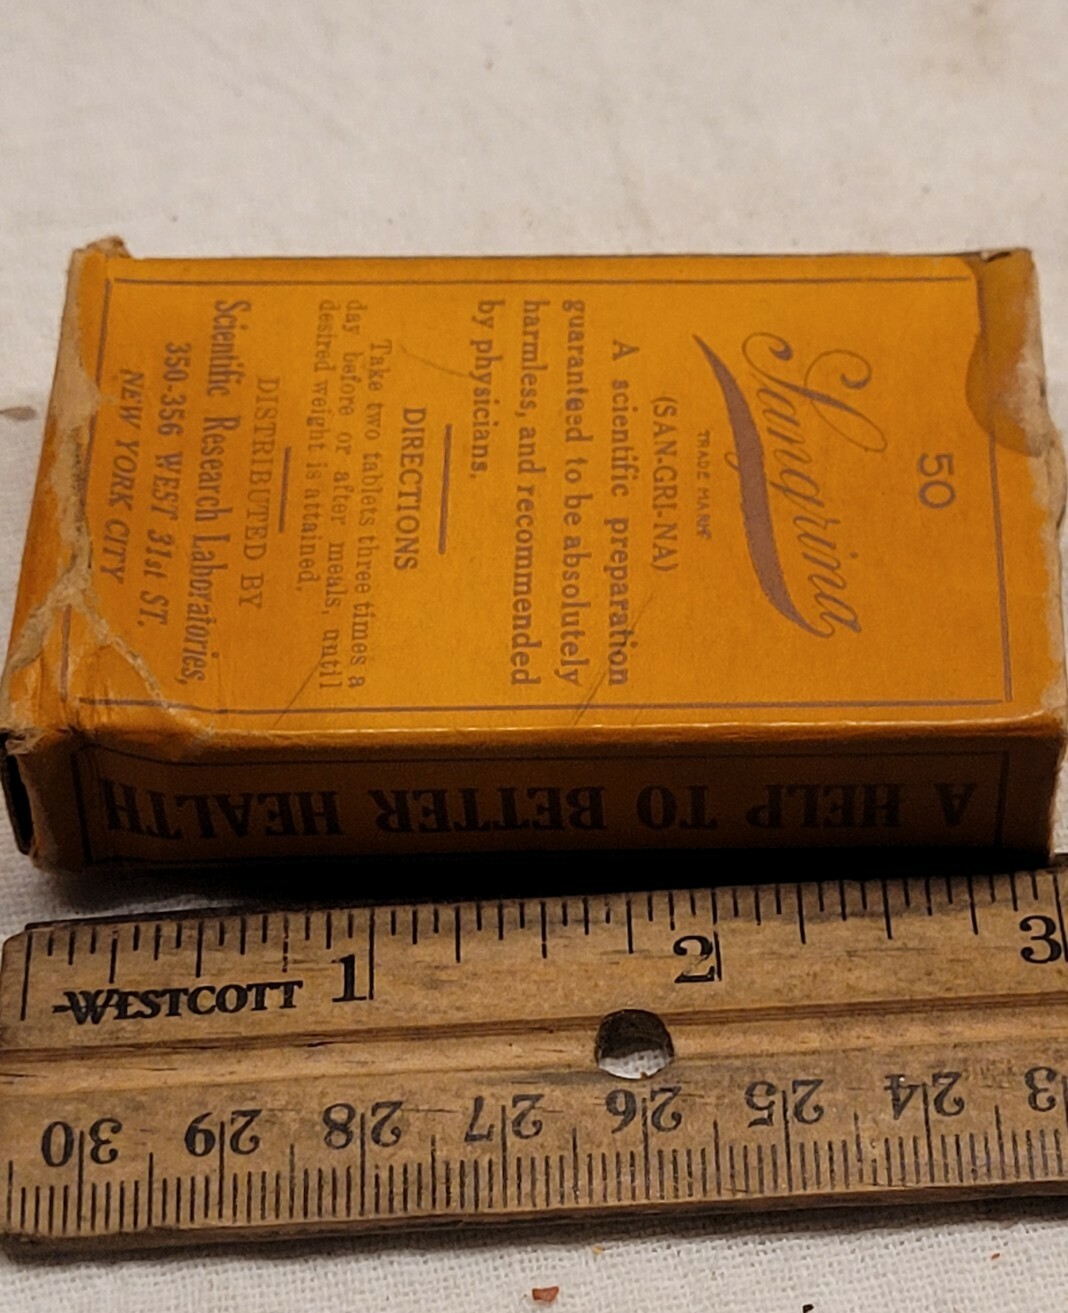 50
Sangrina
TRADE MARK
(SAN-GRI-NA)
A scientific preparation
guaranteed to be absolutely
harmless, and recommended
by physicians.
DIRECTIONS
Take two tablets three times a
day before or after meals, until
desired weight is attained.
DISTRIBUTED BY
Scientific Research Laboratories,
350-356 WEST 31st ST.
NEW YORK CITY
A HELP TO BETTER HEALTH
1 2 3
WESTCOTT
30 29 28 27 26 25 24 3